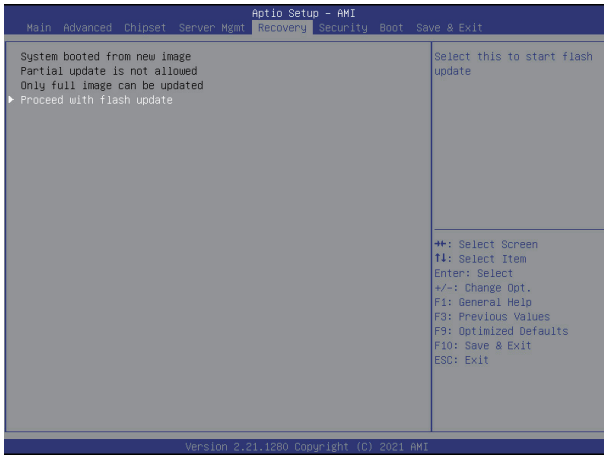 Aptio Setup - AMI
Main Advanced Chipset Server Mgmt Recovery Security Boot Save & Exit
System booted from new image
Partial update is not allowed
Only full image can be updated
Proceed with flash update
Select this to start flash
update
→←: Select Screen
↑↓: Select Item
Enter: Select
+/-: Change Opt.
F1: General Help
F3: Previous Values
F9: Optimized Defaults
F10: Save & Exit
ESC: Exit
Version 2.21.1280 Copyright (C) 2021 AMI